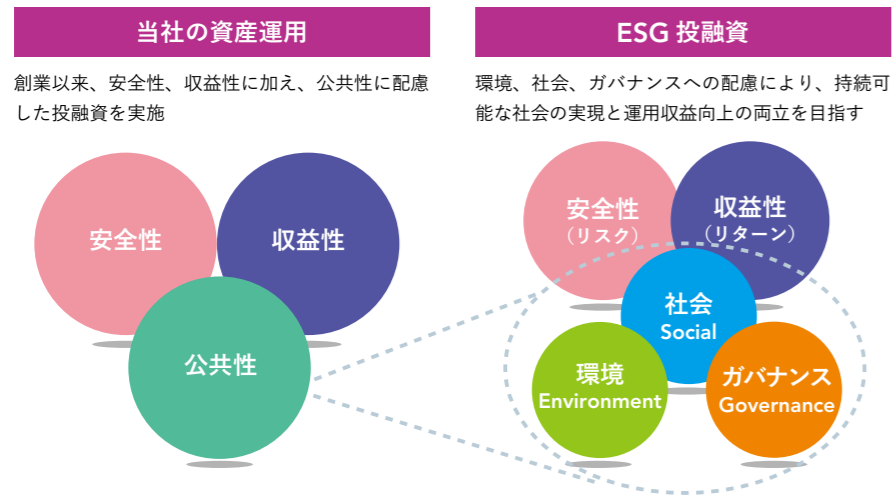 当社の資産運用
創業以来、安全性、収益性に加え、公共性に配慮
した投融資を実施
安全性
収益性
公共性
ESG 投融資
環境、社会、ガバナンスへの配慮により、持続可
能な社会の実現と運用収益向上の両立を目指す
安全性
（リスク）
収益性
（リターン）
社会
Social
環境
Environment
ガバナンス
Governance